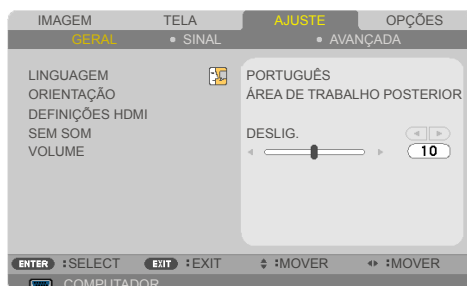 IMAGEM TELA AJUSTE OPÇÕES
GERAL • SINAL • AVANÇADA
LINGUAGEM PORTUGUÊS
ORIENTAÇÃO ÁREA DE TRABALHO POSTERIOR
DEFINIÇÕES HDMI
SEM SOM DESLIG.
VOLUME 10
ENTER :SELECT EXIT :EXIT :MOVER :MOVER
COMPUTADOR